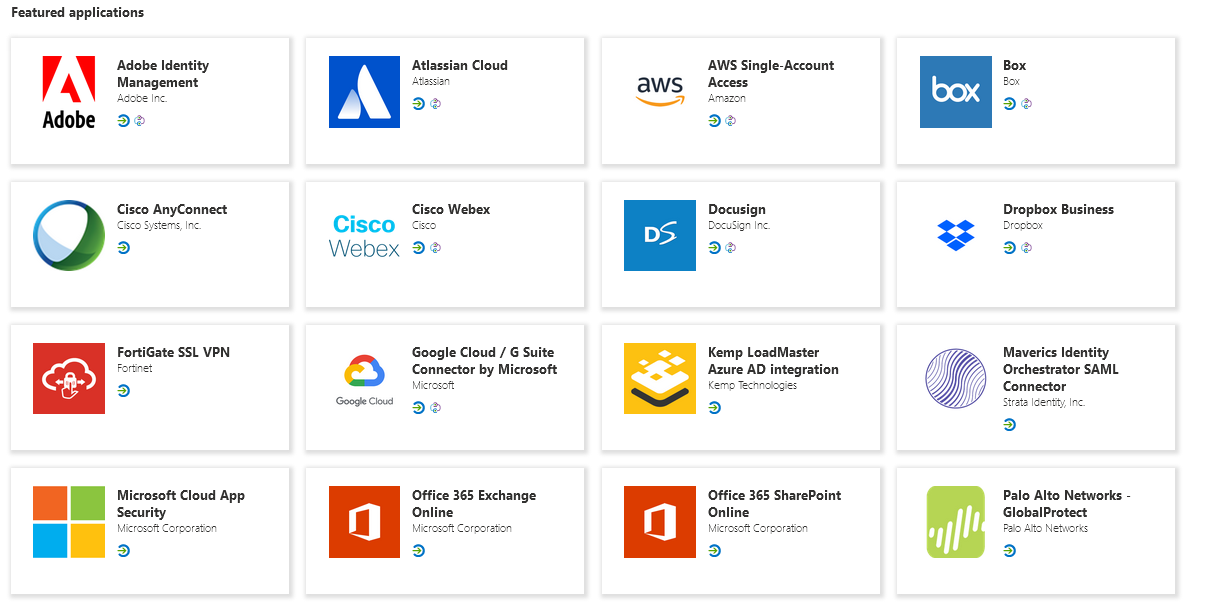 Featured applications
Adobe
Adobe Identity
Management
Adobe Inc.
Atlassian Cloud
Atlassian
aws
AWS Single-Account
Access
Amazon
box
Box
Box
Cisco AnyConnect
Cisco Systems, Inc.
Cisco
Webex
Cisco Webex
Cisco
DS
Docusign
DocuSign Inc.
Dropbox Business
Dropbox
FortiGate SSL VPN
Fortinet
Google Cloud
Google Cloud / G Suite
Connector by Microsoft
Microsoft
Kemp LoadMaster
Azure AD integration
Kemp Technologies
Maverics Identity
Orchestrator SAML
Connector
Strata Identity, Inc.
Microsoft Cloud App
Security
Microsoft Corporation
Office 365 Exchange
Online
Microsoft Corporation
Office 365 SharePoint
Online
Microsoft Corporation
Palo Alto Networks -
GlobalProtect
Palo Alto Networks